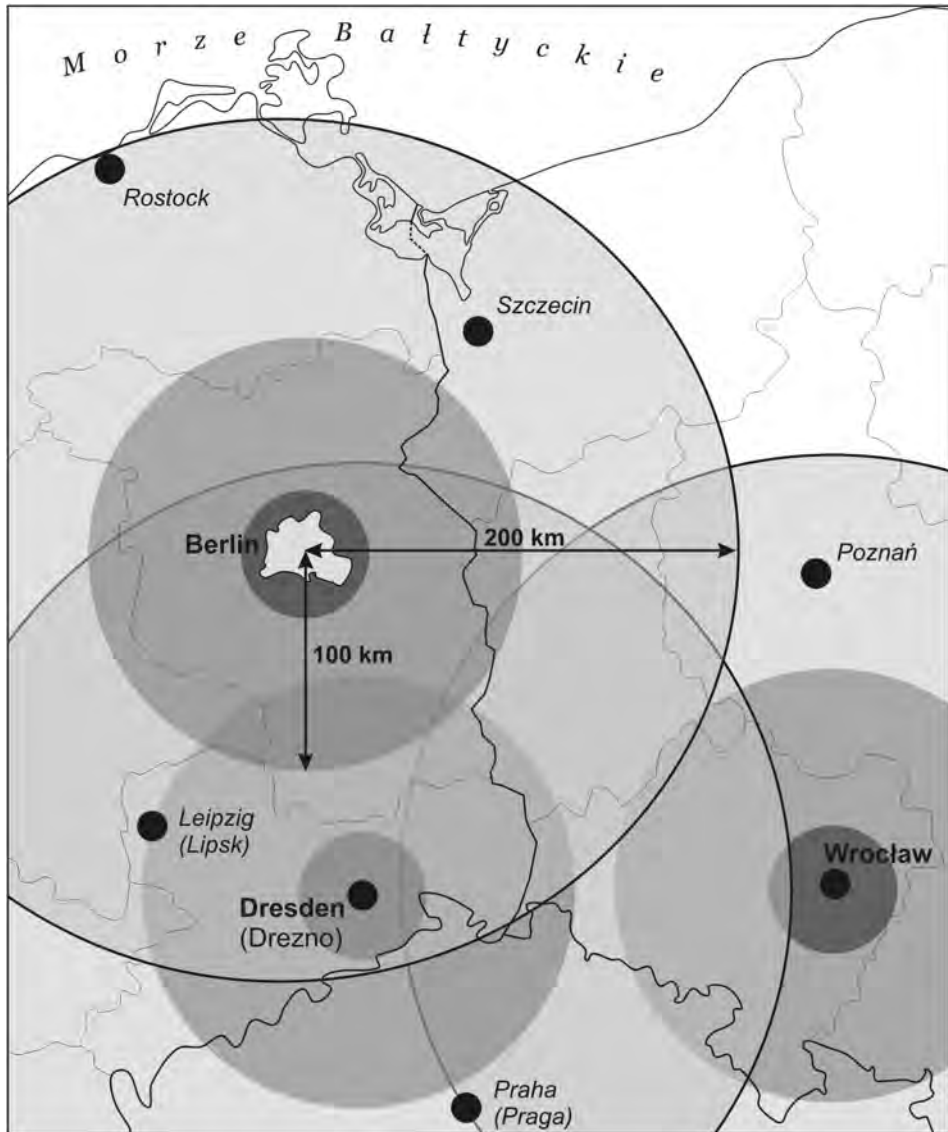 Morze Bałtyckie
Rostock
Szczecin
Berlin
200 km
Poznań
100 km
Leipzig
(Lipsk)
Wrocław
Dresden
(Drezno)
Praha
(Praga)